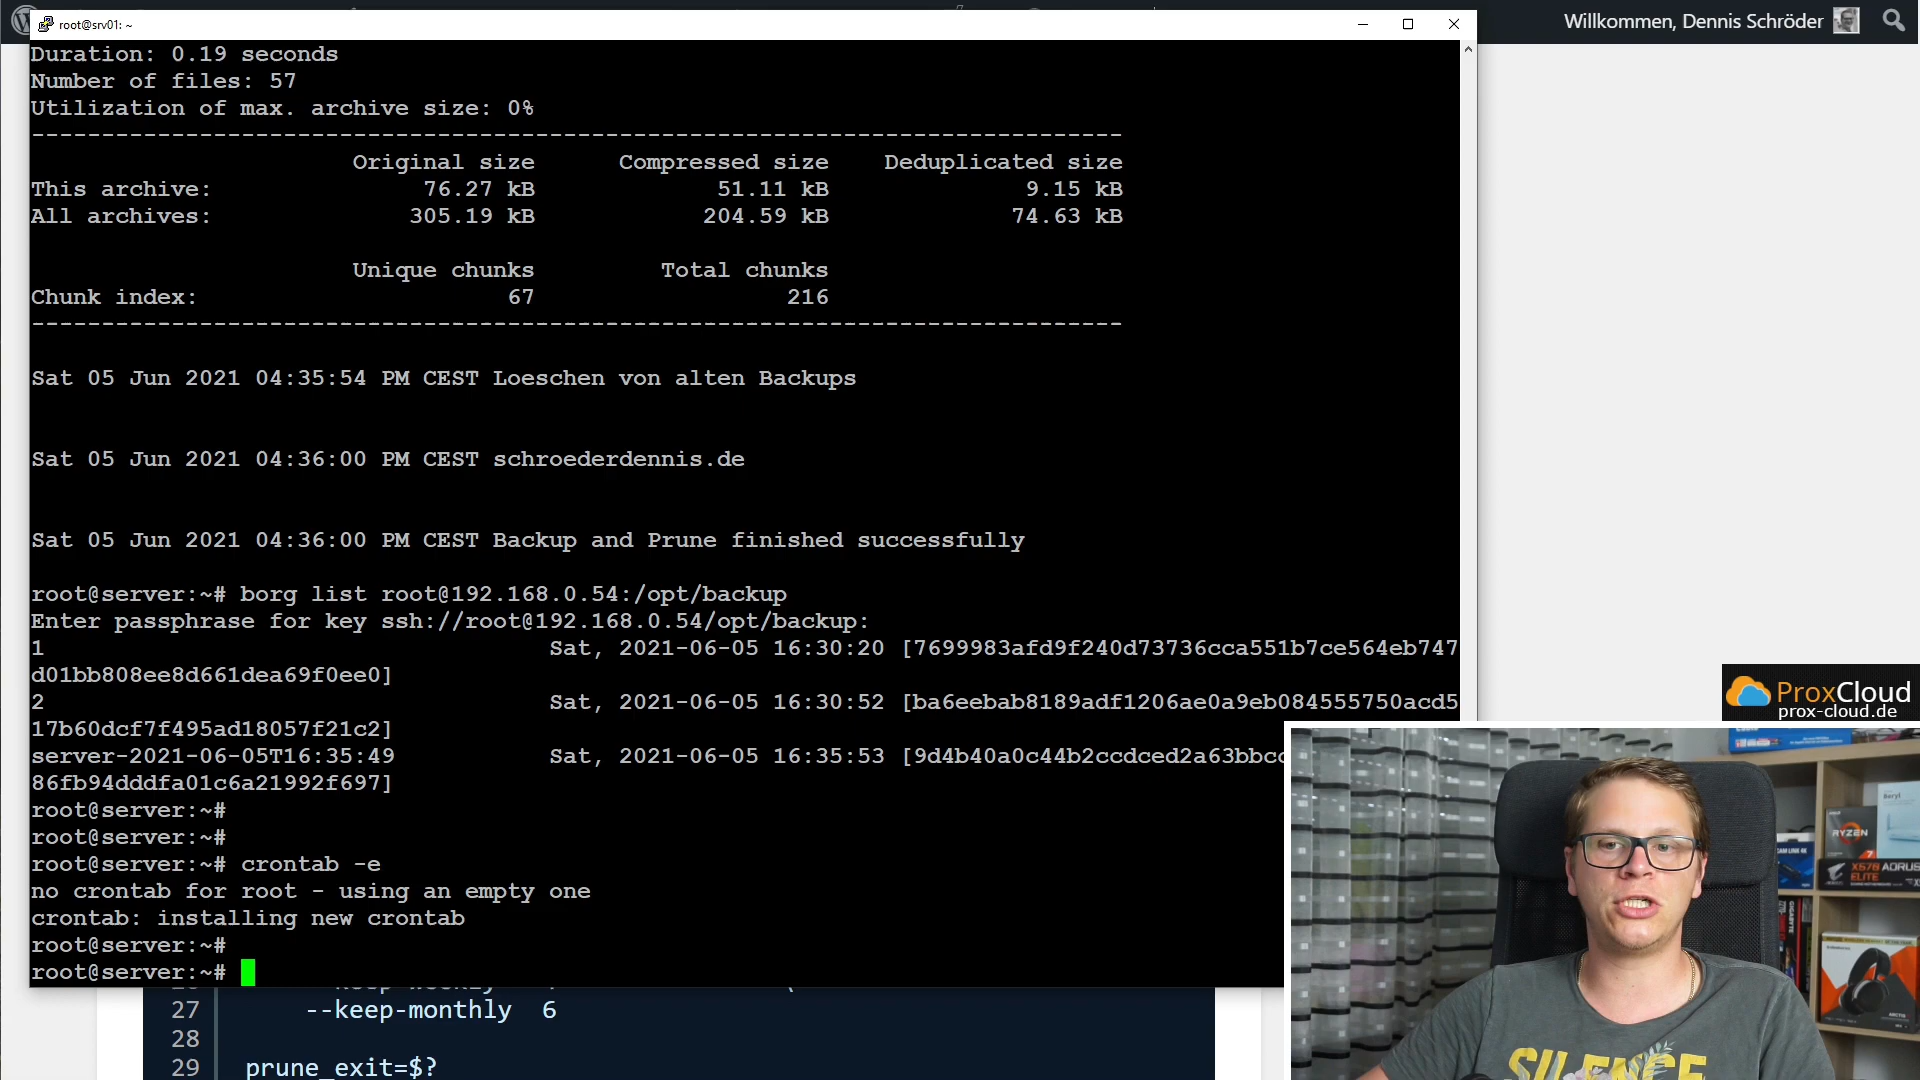 Willkommen, Dennis Schröder
root@srv01: ~
Duration: 0.19 seconds
Number of files: 57
Utilization of max. archive size: 0%
------------------------------------------------------------------------------
Original size Compressed size Deduplicated size
This archive: 76.27 kB 51.11 kB 9.15 kB
All archives: 305.19 kB 204.59 kB 74.63 kB
Unique chunks Total chunks
Chunk index: 67 216
------------------------------------------------------------------------------
Sat 05 Jun 2021 04:35:54 PM CEST Loeschen von alten Backups
Sat 05 Jun 2021 04:36:00 PM CEST schroederdennis.de
Sat 05 Jun 2021 04:36:00 PM CEST Backup and Prune finished successfully
root@server:~# borg list root@192.168.0.54:/opt/backup
Enter passphrase for key ssh://root@192.168.0.54/opt/backup:
1 Sat, 2021-06-05 16:30:20 [7699983afd9f240d73736cca551b7ce564eb747
d01bb808ee8d661dea69f0ee0]
2 Sat, 2021-06-05 16:30:52 [ba6eebab8189adf1206ae0a9eb084555750acd5
17b60dcf7f495ad18057f21c2]
server-2021-06-05T16:35:49 Sat, 2021-06-05 16:35:53 [9d4b40a0c44b2ccdced2a63bbcc
86fb94dddfa01c6a21992f697]
root@server:~#
root@server:~#
root@server:~# crontab -e
no crontab for root - using an empty one
crontab: installing new crontab
root@server:~#
root@server:~#
27 --keep-monthly 6
28
29 prune_exit=$?
ProxCloud
prox-cloud.de
RYZEN
X570 AORUS
ELITE
SILENCE